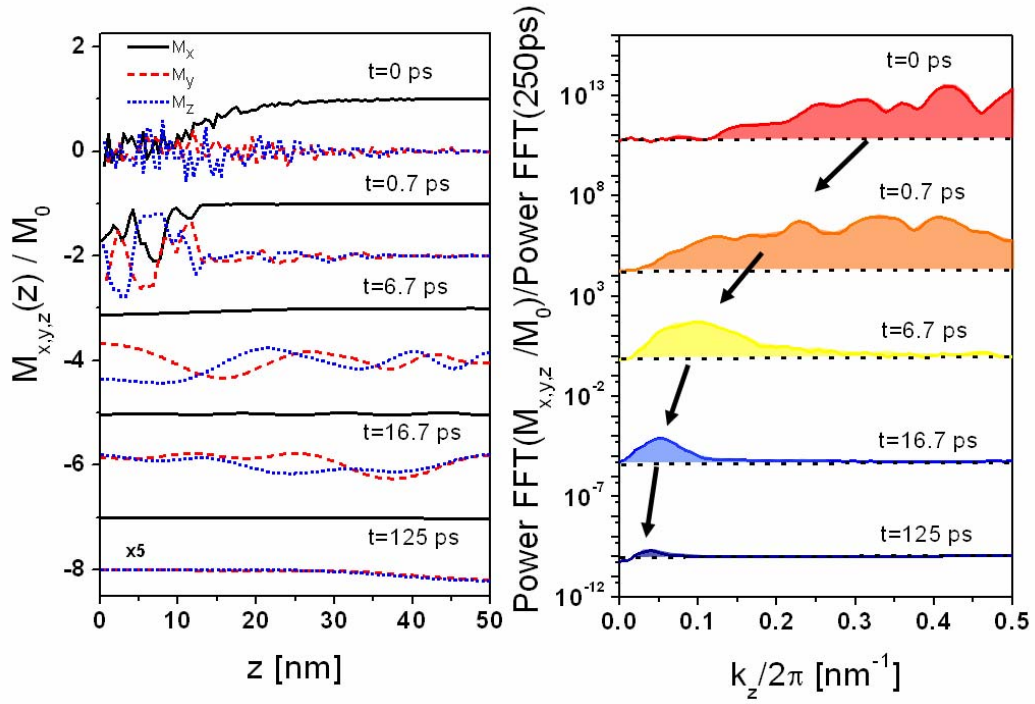 M_{x,y,z}(z) / M_0
2
0
-2
-4
-6
-8
M_x
M_y
M_z
t=0 ps
t=0.7 ps
t=6.7 ps
t=16.7 ps
t=125 ps
x5
0 10 20 30 40 50
z [nm]
Power FFT(M_{x,y,z}/M_0)/Power FFT(250ps)
10^{13}
10^8
10^3
10^{-2}
10^{-7}
10^{-12}
t=0 ps
t=0.7 ps
t=6.7 ps
t=16.7 ps
t=125 ps
0.0 0.1 0.2 0.3 0.4 0.5
k_z/2π [nm^{-1}]